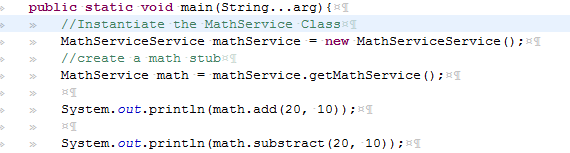 public static void main(String...arg){
//Instantiate the MathService Class
MathServiceService mathService = new MathServiceService();
//create a math stub
MathService math = mathService.getMathService();
System.out.println(math.add(20, 10));
System.out.println(math.substract(20, 10));